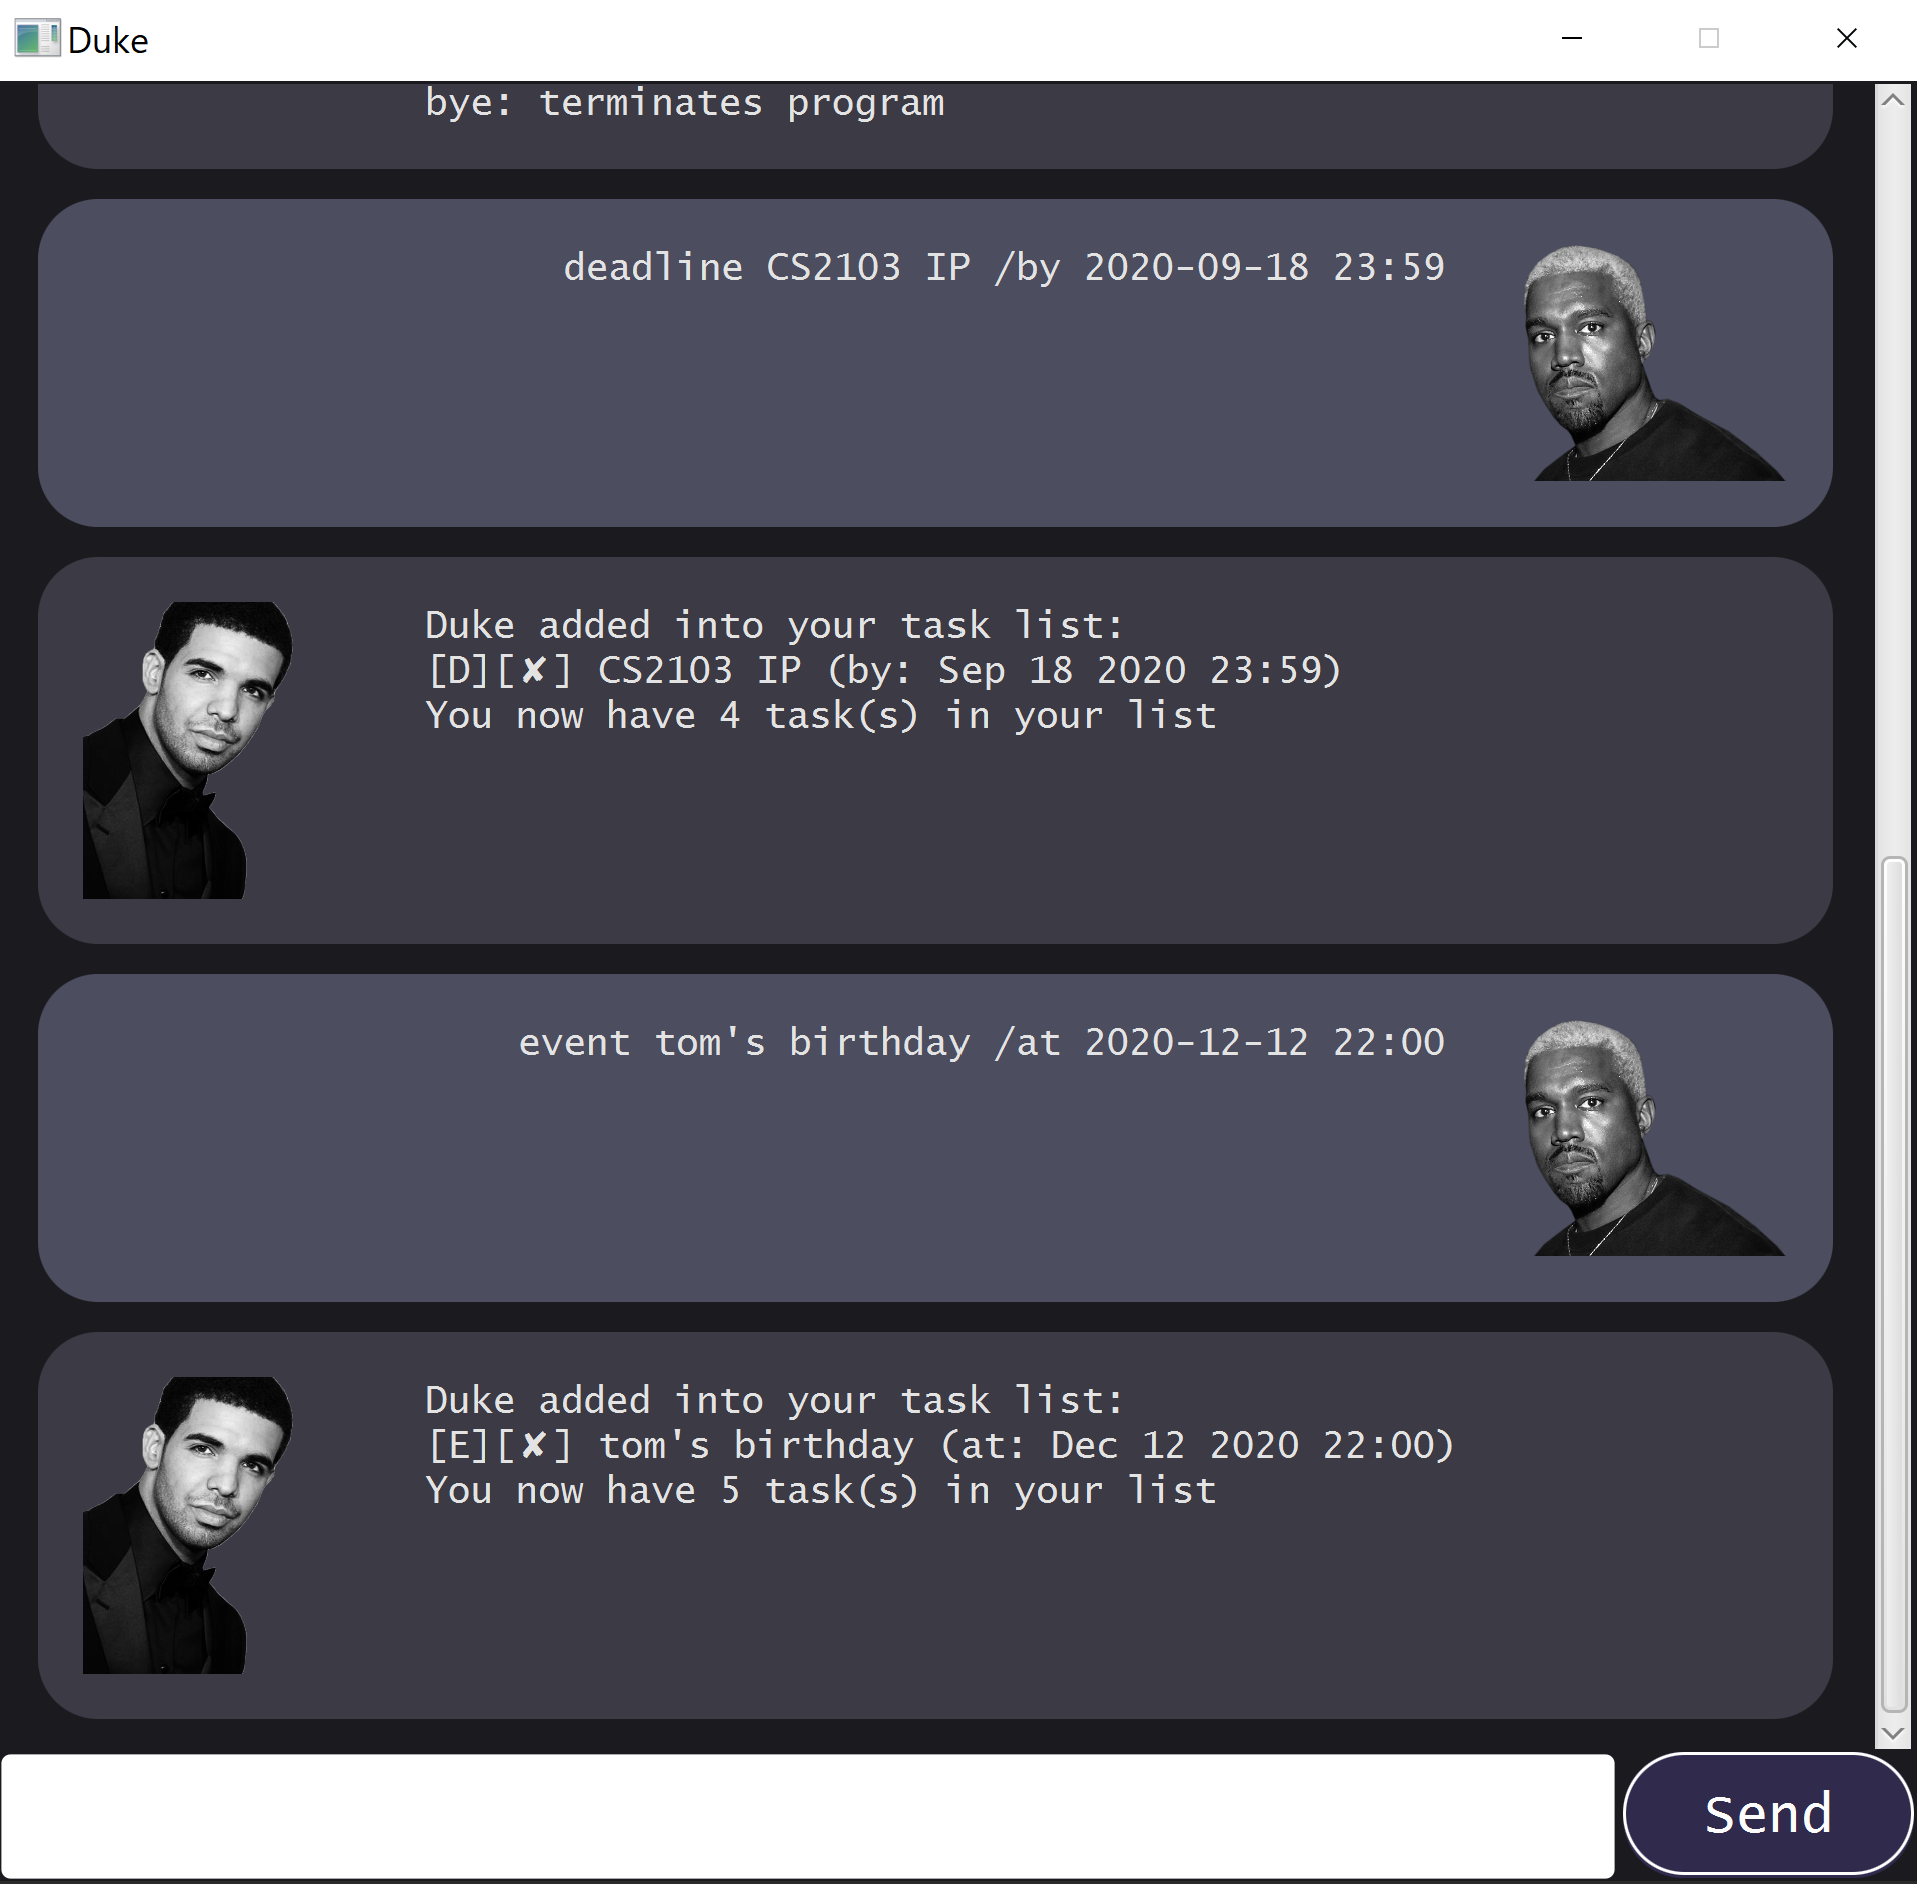 Duke
bye: terminates program
deadline CS2103 IP /by 2020-09-18 23:59
Duke added into your task list:
[D][✘] CS2103 IP (by: Sep 18 2020 23:59)
You now have 4 task(s) in your list
event tom's birthday /at 2020-12-12 22:00
Duke added into your task list:
[E][✘] tom's birthday (at: Dec 12 2020 22:00)
You now have 5 task(s) in your list
Send